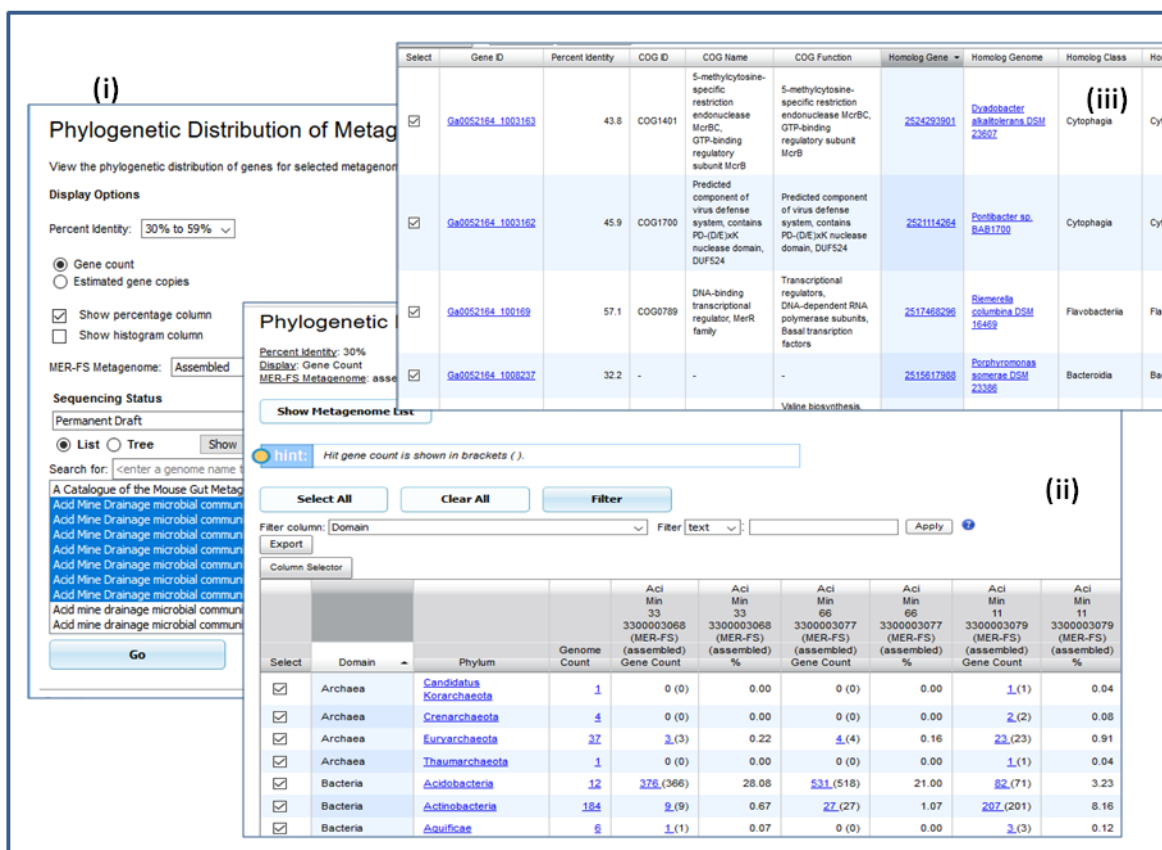 (i)
Phylogenetic Distribution of Metag
View the phylogenetic distribution of genes for selected metagenom
Display Options
Percent Identity: 30% to 59%
Gene count
Estimated gene copies
Show percentage column
Show histogram column
MER-FS Metagenome: Assembled
Sequencing Status
Permanent Draft
List Tree Show
Search for: <enter a genome name t
A Catalogue of the Mouse Gut Metag
Acid Mine Drainage microbial communi
Acid Mine Drainage microbial communi
Acid Mine Drainage microbial communi
Acid Mine Drainage microbial communi
Acid Mine Drainage microbial communi
Acid Mine Drainage microbial communi
Acid Mine Drainage microbial communi
Acid mine drainage microbial communi
Acid mine drainage microbial communi
Go
(ii)
Phylogenetic
Percent Identity: 30%
Display: Gene Count
MER-FS Metagenome: asse
Show Metagenome List
hint: Hit gene count is shown in brackets ( ).
Select All Clear All Filter
Filter column: Domain Filter text : Apply
Export
Column Selector
Select Domain Phylum Genome Count Aci Min 33 3300003068 (MER-FS) (assembled) Gene Count Aci Min 33 3300003068 (MER-FS) (assembled) % Aci Min 66 3300003077 (MER-FS) (assembled) Gene Count Aci Min 66 3300003077 (MER-FS) (assembled) % Aci Min 11 3300003079 (MER-FS) (assembled) Gene Count Aci Min 11 3300003079 (MER-FS) (assembled) %
Archaea Candidatus Korarchaeota 1 0 (0) 0.00 0 (0) 0.00 1 (1) 0.04
Archaea Crenarchaeota 4 0 (0) 0.00 0 (0) 0.00 2 (2) 0.08
Archaea Euryarchaeota 37 3 (3) 0.22 4 (4) 0.16 23 (23) 0.91
Archaea Thaumarchaeota 1 0 (0) 0.00 0 (0) 0.00 1 (1) 0.04
Bacteria Acidobacteria 12 376 (366) 28.08 531 (518) 21.00 82 (71) 3.23
Bacteria Actinobacteria 184 9 (9) 0.67 27 (27) 1.07 207 (201) 8.16
Bacteria Aquificae 6 1 (1) 0.07 0 (0) 0.00 3 (3) 0.12
(iii)
Select Gene ID Percent Identity COG ID COG Name COG Function Homolog Gene Homolog Genome Homolog Class Ho
Ga0052164_1003163 43.8 COG1401 5-methylcytosine-specific restriction endonuclease McrBC, GTP-binding regulatory subunit McrB 5-methylcytosine-specific restriction endonuclease McrBC, GTP-binding regulatory subunit McrB 2524293901 Dyadobacter alkalitolerans DSM 23607 Cytophagia Cyt
Ga0052164_1003162 45.9 COG1700 Predicted component of virus defense system, contains PD-(D/E)xK nuclease domain, DUF524 Predicted component of virus defense system, contains PD-(D/E)xK nuclease domain, DUF524 2521114264 Pontibacter sp. BAB1700 Cytophagia Cyt
Ga0052164_100169 57.1 COG0789 DNA-binding transcriptional regulator, MerR family Transcriptional regulators, DNA-dependent RNA polymerase subunits, Basal transription factors 2517468296 Riemerella columbina DSM 16469 Flavobacteriia Fla
Ga0052164_1008237 32.2 - - - 2515617988 Porphyromonas somerae DSM 23386 Bacteroidia Ba
Valine biosynthesis,